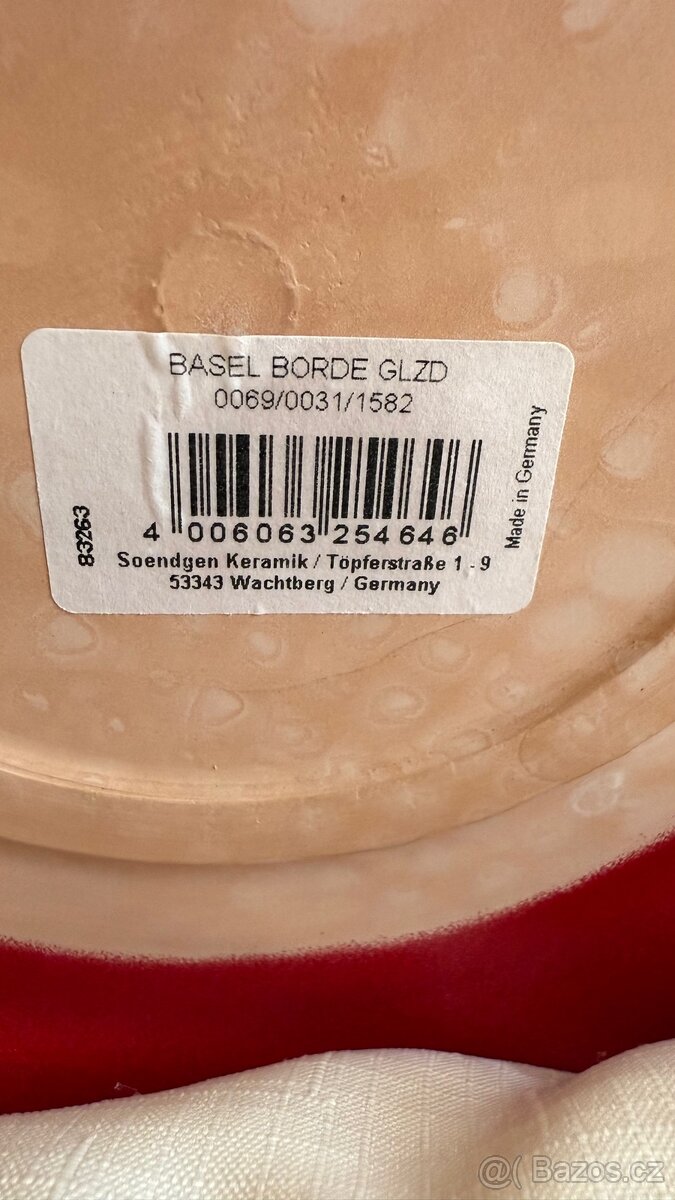 BASEL BORDE GLZD
0069/0031/1582
4 006063 254646
Soendgen Keramik / Töpferstraße 1 - 9
53343 Wachtberg / Germany
83263
Made in Germany
@( Bazos.cz